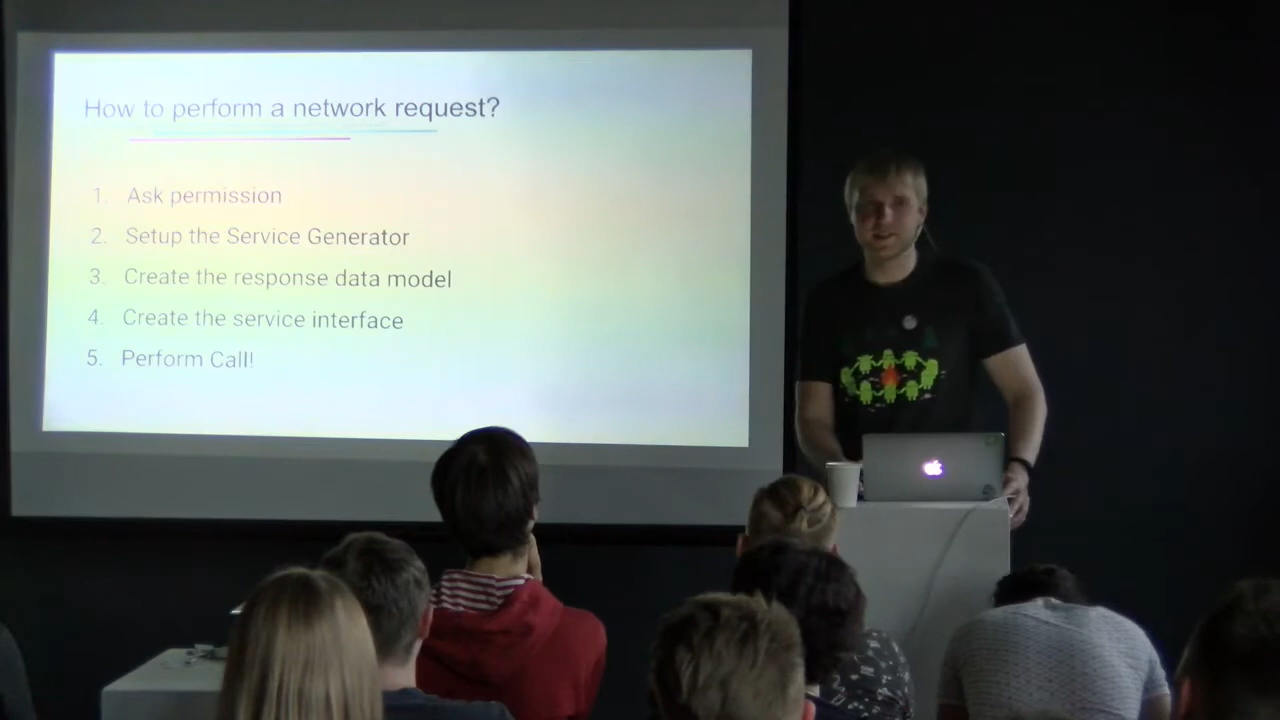 How to perform a network request?
1. Ask permission
2. Setup the Service Generator
3. Create the response data model
4. Create the service interface
5. Perform Call!